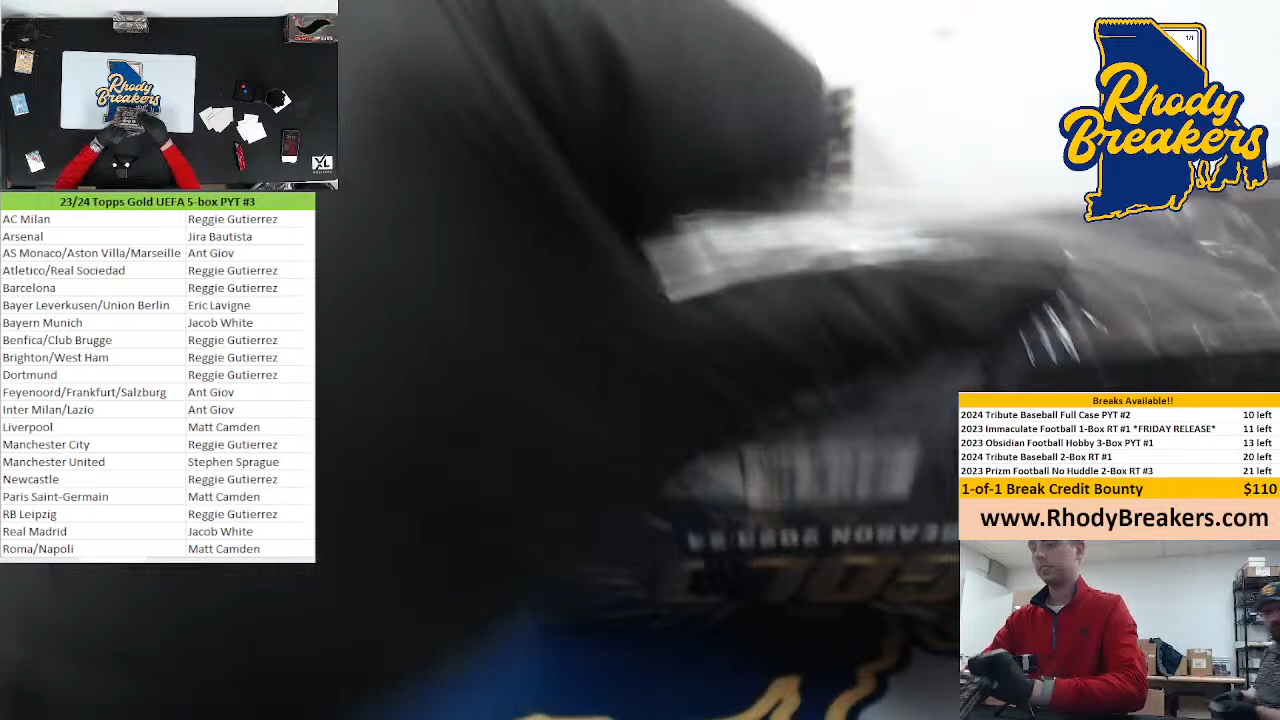 Rhody
Breakers
XL
23/24 Topps Gold UEFA 5-box PYT #3
AC Milan Reggie Gutierrez
Arsenal Jira Bautista
AS Monaco/Aston Villa/Marseille Ant Giov
Atletico/Real Sociedad Reggie Gutierrez
Barcelona Reggie Gutierrez
Bayer Leverkusen/Union Berlin Eric Lavigne
Bayern Munich Jacob White
Benfica/Club Brugge Reggie Gutierrez
Brighton/West Ham Reggie Gutierrez
Dortmund Reggie Gutierrez
Feyenoord/Frankfurt/Salzburg Ant Giov
Inter Milan/Lazio Ant Giov
Liverpool Matt Camden
Manchester City Reggie Gutierrez
Manchester United Stephen Sprague
Newcastle Reggie Gutierrez
Paris Saint-Germain Matt Camden
RB Leipzig Reggie Gutierrez
Real Madrid Jacob White
Roma/Napoli Matt Camden
SEASON 2023-24
GOLD
1/1
Rhody
Breakers
Breaks Available!!
2024 Tribute Baseball Full Case PYT #2 10 left
2023 Immaculate Football 1-Box RT #1 *FRIDAY RELEASE* 11 left
2023 Obsidian Football Hobby 3-Box PYT #1 13 left
2024 Tribute Baseball 2-Box RT #1 20 left
2023 Prizm Football No Huddle 2-Box RT #3 21 left
1-of-1 Break Credit Bounty $110
www.RhodyBreakers.com